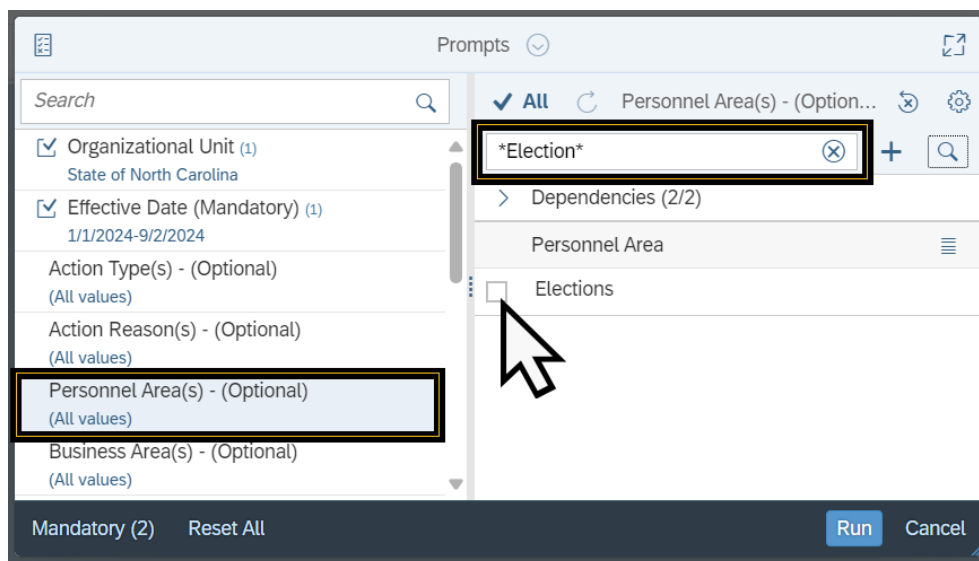 Prompts
Search
Organizational Unit (1)
State of North Carolina
Effective Date (Mandatory) (1)
1/1/2024-9/2/2024
Action Type(s) - (Optional)
(All values)
Action Reason(s) - (Optional)
(All values)
Personnel Area(s) - (Optional)
(All values)
Business Area(s) - (Optional)
(All values)
All Personnel Area(s) - (Option...
*Election*
Dependencies (2/2)
Personnel Area
Elections
Mandatory (2) Reset All Run Cancel